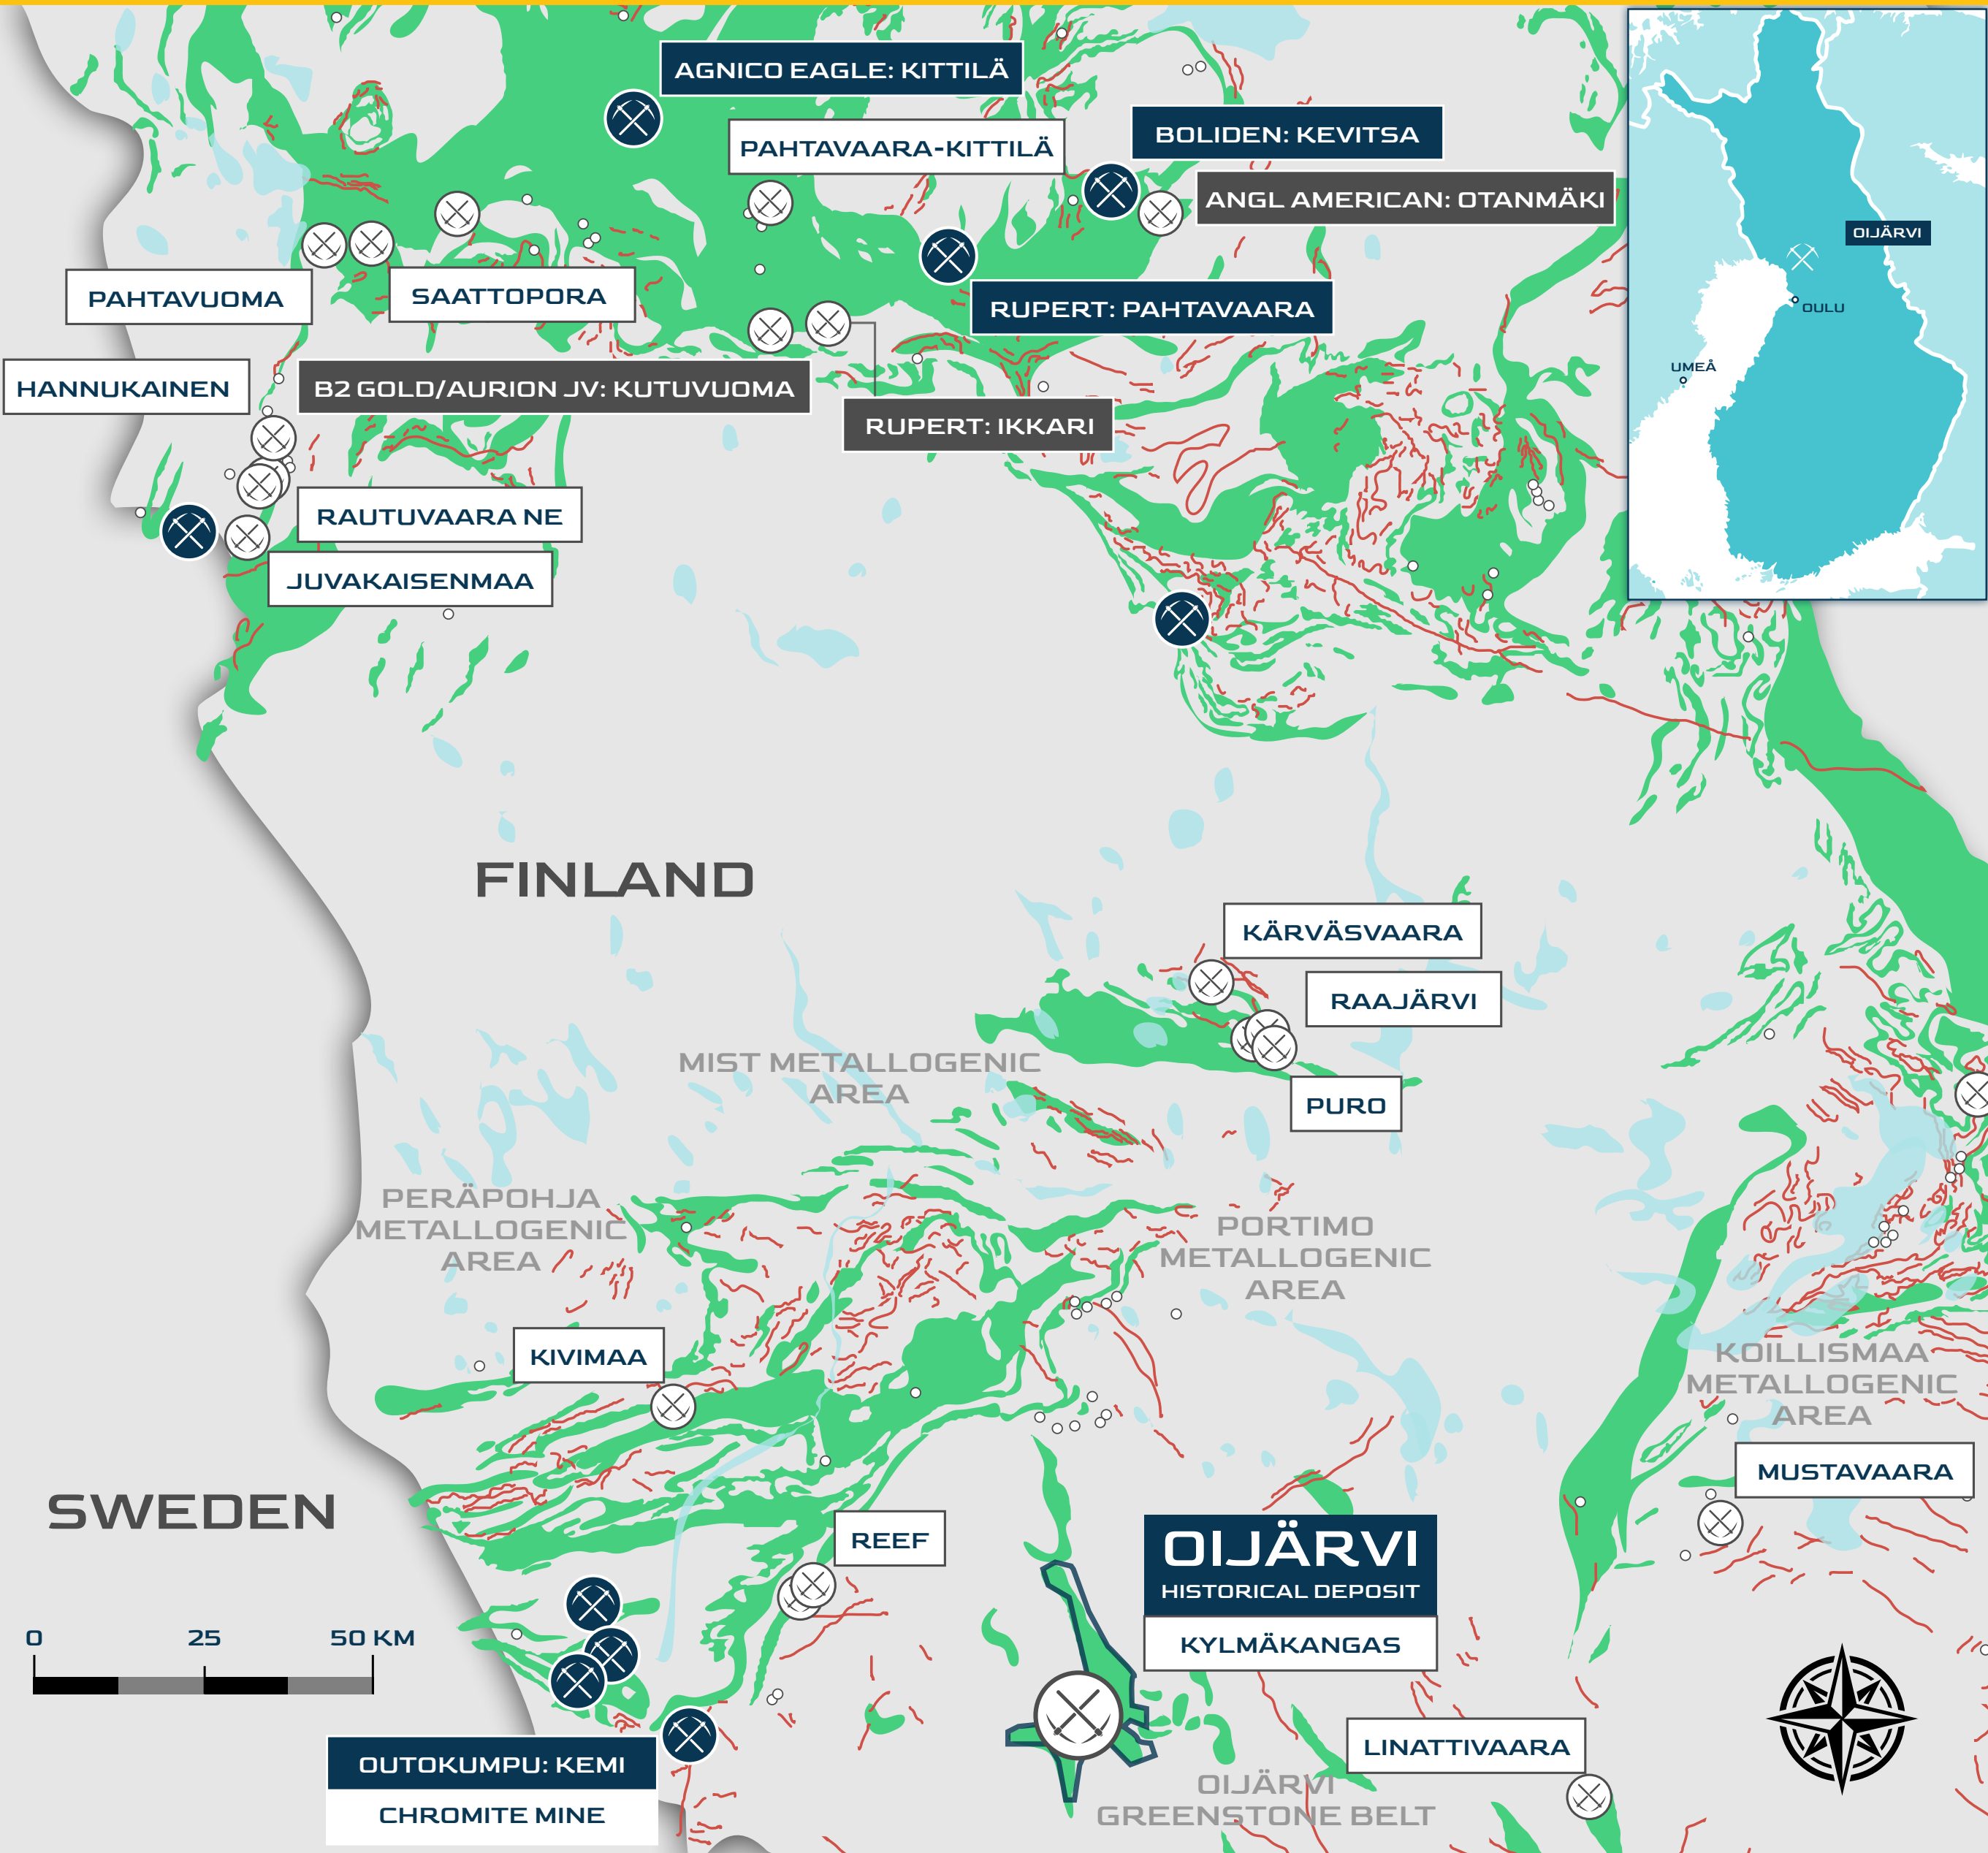 AGNICO EAGLE: KITTILÄ
BOLIDEN: KEVITSA
PAHTAVAARA-KITTILÄ
ANGL AMERICAN: OTANMÄKI
OIJÄRVI
OULU
UMEÅ
PAHTAVUOMA
SAATTOPORA
RUPERT: PAHTAVAARA
HANNUKAINEN
B2 GOLD/AURION JV: KUTUVUOMA
RUPERT: IKKARI
RAUTUVAARA NE
JUVAKAISENMAA
FINLAND
KÄRVÄSVAARA
RAAJÄRVI
MIST METALLOGENIC
AREA
PURO
PERÄPOHJA
METALLOGENIC
AREA
PORTIMO
METALLOGENIC
AREA
KIVIMAA
KOILLISMAA
METALLOGENIC
AREA
MUSTAVAARA
SWEDEN
REEF
OIJÄRVI
HISTORICAL DEPOSIT
KYLMÄKANGAS
0 25 50 KM
LINATTIVAARA
OUTOKUMPU: KEMI
CHROMITE MINE
OIJÄRVI
GREENSTONE BELT